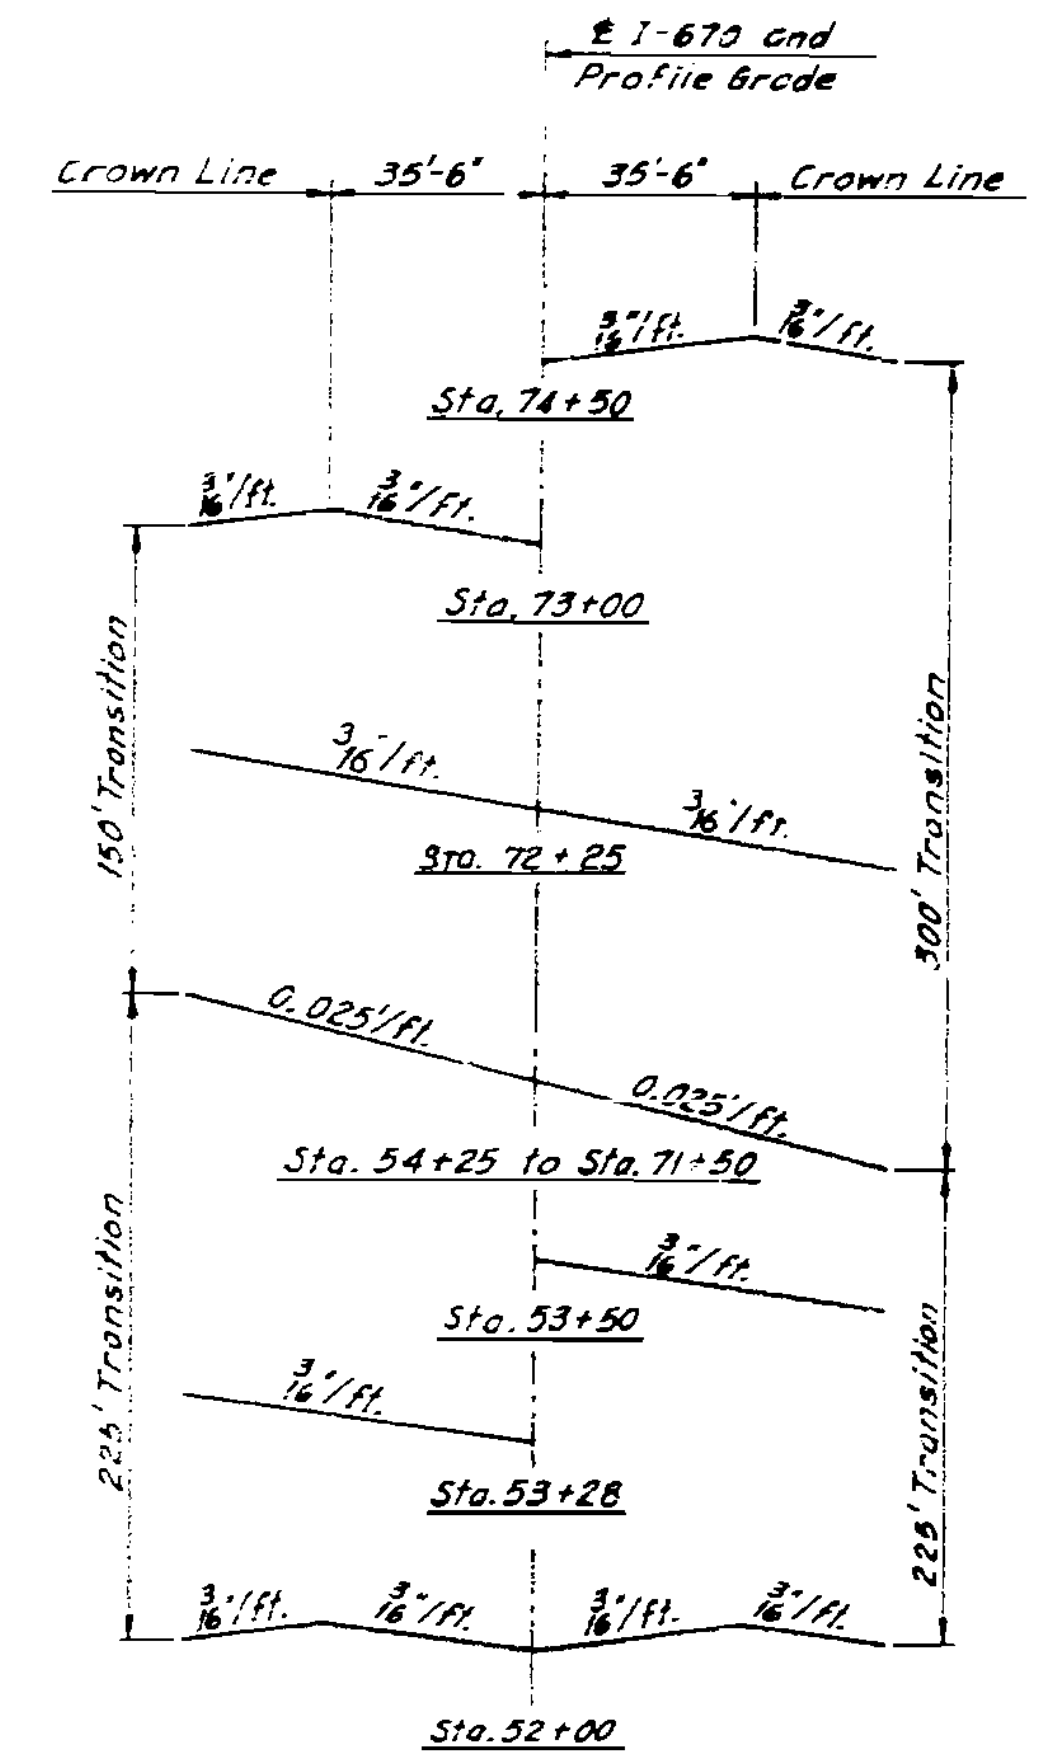 ℄ I-670 and
Profile Grade
Crown Line
35'-6"
35'-6"
Crown Line
3/16"/ft.
3/16"/ft.
Sta. 74+50
3/16"/ft.
3/16"/ft.
Sta. 73+00
150' Transition
300' Transition
3/16"/ft.
3/16"/ft.
Sta. 72+25
0.025'/ft.
0.025'/ft.
Sta. 54+25 to Sta. 71+50
3/16"/ft.
Sta. 53+50
225' Transition
225' Transition
3/16"/ft.
Sta. 53+28
3/16"/ft.
3/16"/ft.
3/16"/ft.
3/16"/ft.
Sta. 52+00